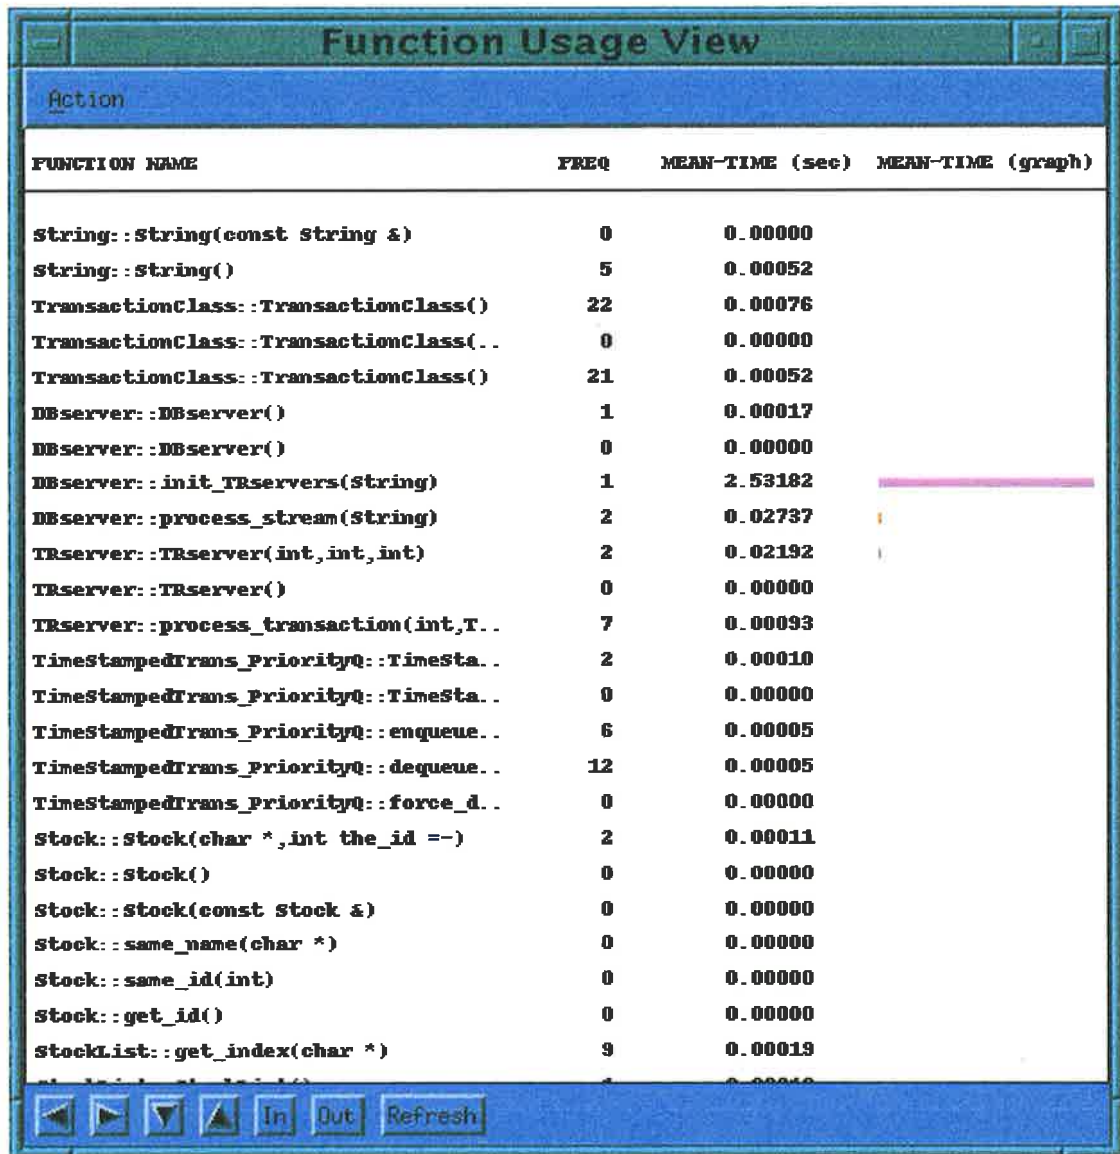 Function Usage View
Action
FUNCTION NAME FREQ MEAN-TIME (sec) MEAN-TIME (graph)
String::String(const String &) 0 0.00000
String::String() 5 0.00052
TransactionClass::TransactionClass() 22 0.00076
TransactionClass::TransactionClass(.. 0 0.00000
TransactionClass::TransactionClass() 21 0.00052
DBserver::DBserver() 1 0.00017
DBserver::DBserver() 0 0.00000
DBserver::init_TRservers(String) 1 2.53182
DBserver::process_stream(String) 2 0.02737
TRserver::TRserver(int,int,int) 2 0.02192
TRserver::TRserver() 0 0.00000
TRserver::process_transaction(int,T.. 7 0.00093
TimeStampedTrans_PriorityQ::TimeSta.. 2 0.00010
TimeStampedTrans_PriorityQ::TimeSta.. 0 0.00000
TimeStampedTrans_PriorityQ::enqueue.. 6 0.00005
TimeStampedTrans_PriorityQ::dequeue.. 12 0.00005
TimeStampedTrans_PriorityQ::force_d.. 0 0.00000
Stock::Stock(char *,int the_id =-) 2 0.00011
Stock::Stock() 0 0.00000
Stock::Stock(const Stock &) 0 0.00000
Stock::same_name(char *) 0 0.00000
Stock::same_id(int) 0 0.00000
Stock::get_id() 0 0.00000
StockList::get_index(char *) 9 0.00019
In Out Refresh